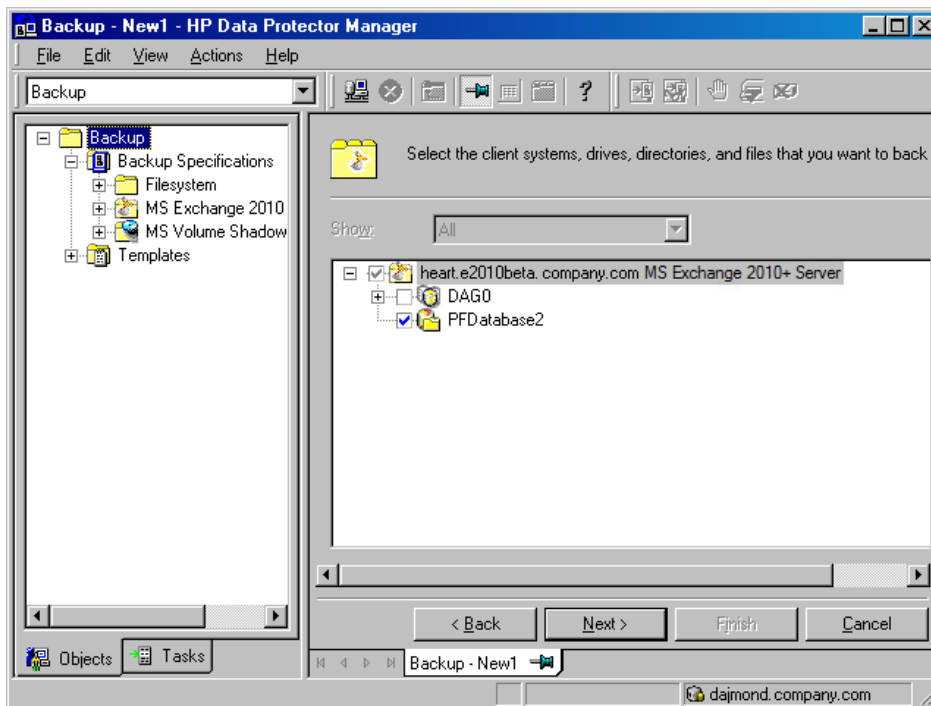 Backup - New1 - HP Data Protector Manager
File Edit View Actions Help
Backup
Backup
Backup Specifications
Filesystem
MS Exchange 2010
MS Volume Shadow
Templates
Objects
Tasks
Select the client systems, drives, directories, and files that you want to back
Show: All
heart.e2010beta.company.com MS Exchange 2010+ Server
DAG0
PFDatabase2
< Back Next > Finish Cancel
Backup - New1
dajmond.company.com